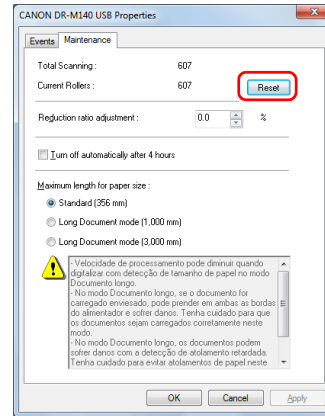 CANON DR-M140 USB Properties
Events Maintenance
Total Scanning : 607
Current Rollers : 607 Reset
Reduction ratio adjustment : 0.0 %
Turn off automatically after 4 hours
Maximum length for paper size :
Standard (356 mm)
Long Document mode (1,000 mm)
Long Document mode (3,000 mm)
- Velocidade de processamento pode diminuir quando
digitalizar com detecção de tamanho de papel no modo
Documento longo.
- No modo Documento longo, se o documento for
carregado enviesado, pode prender em ambas as bordas
do alimentador e sofrer danos. Tenha cuidado para que
os documentos sejam carregados corretamente neste
modo.
- No modo Documento longo, os documentos podem
sofrer danos com a detecção de atolamento retardada.
Tenha cuidado para evitar atolamentos de papel neste
OK Cancel Apply